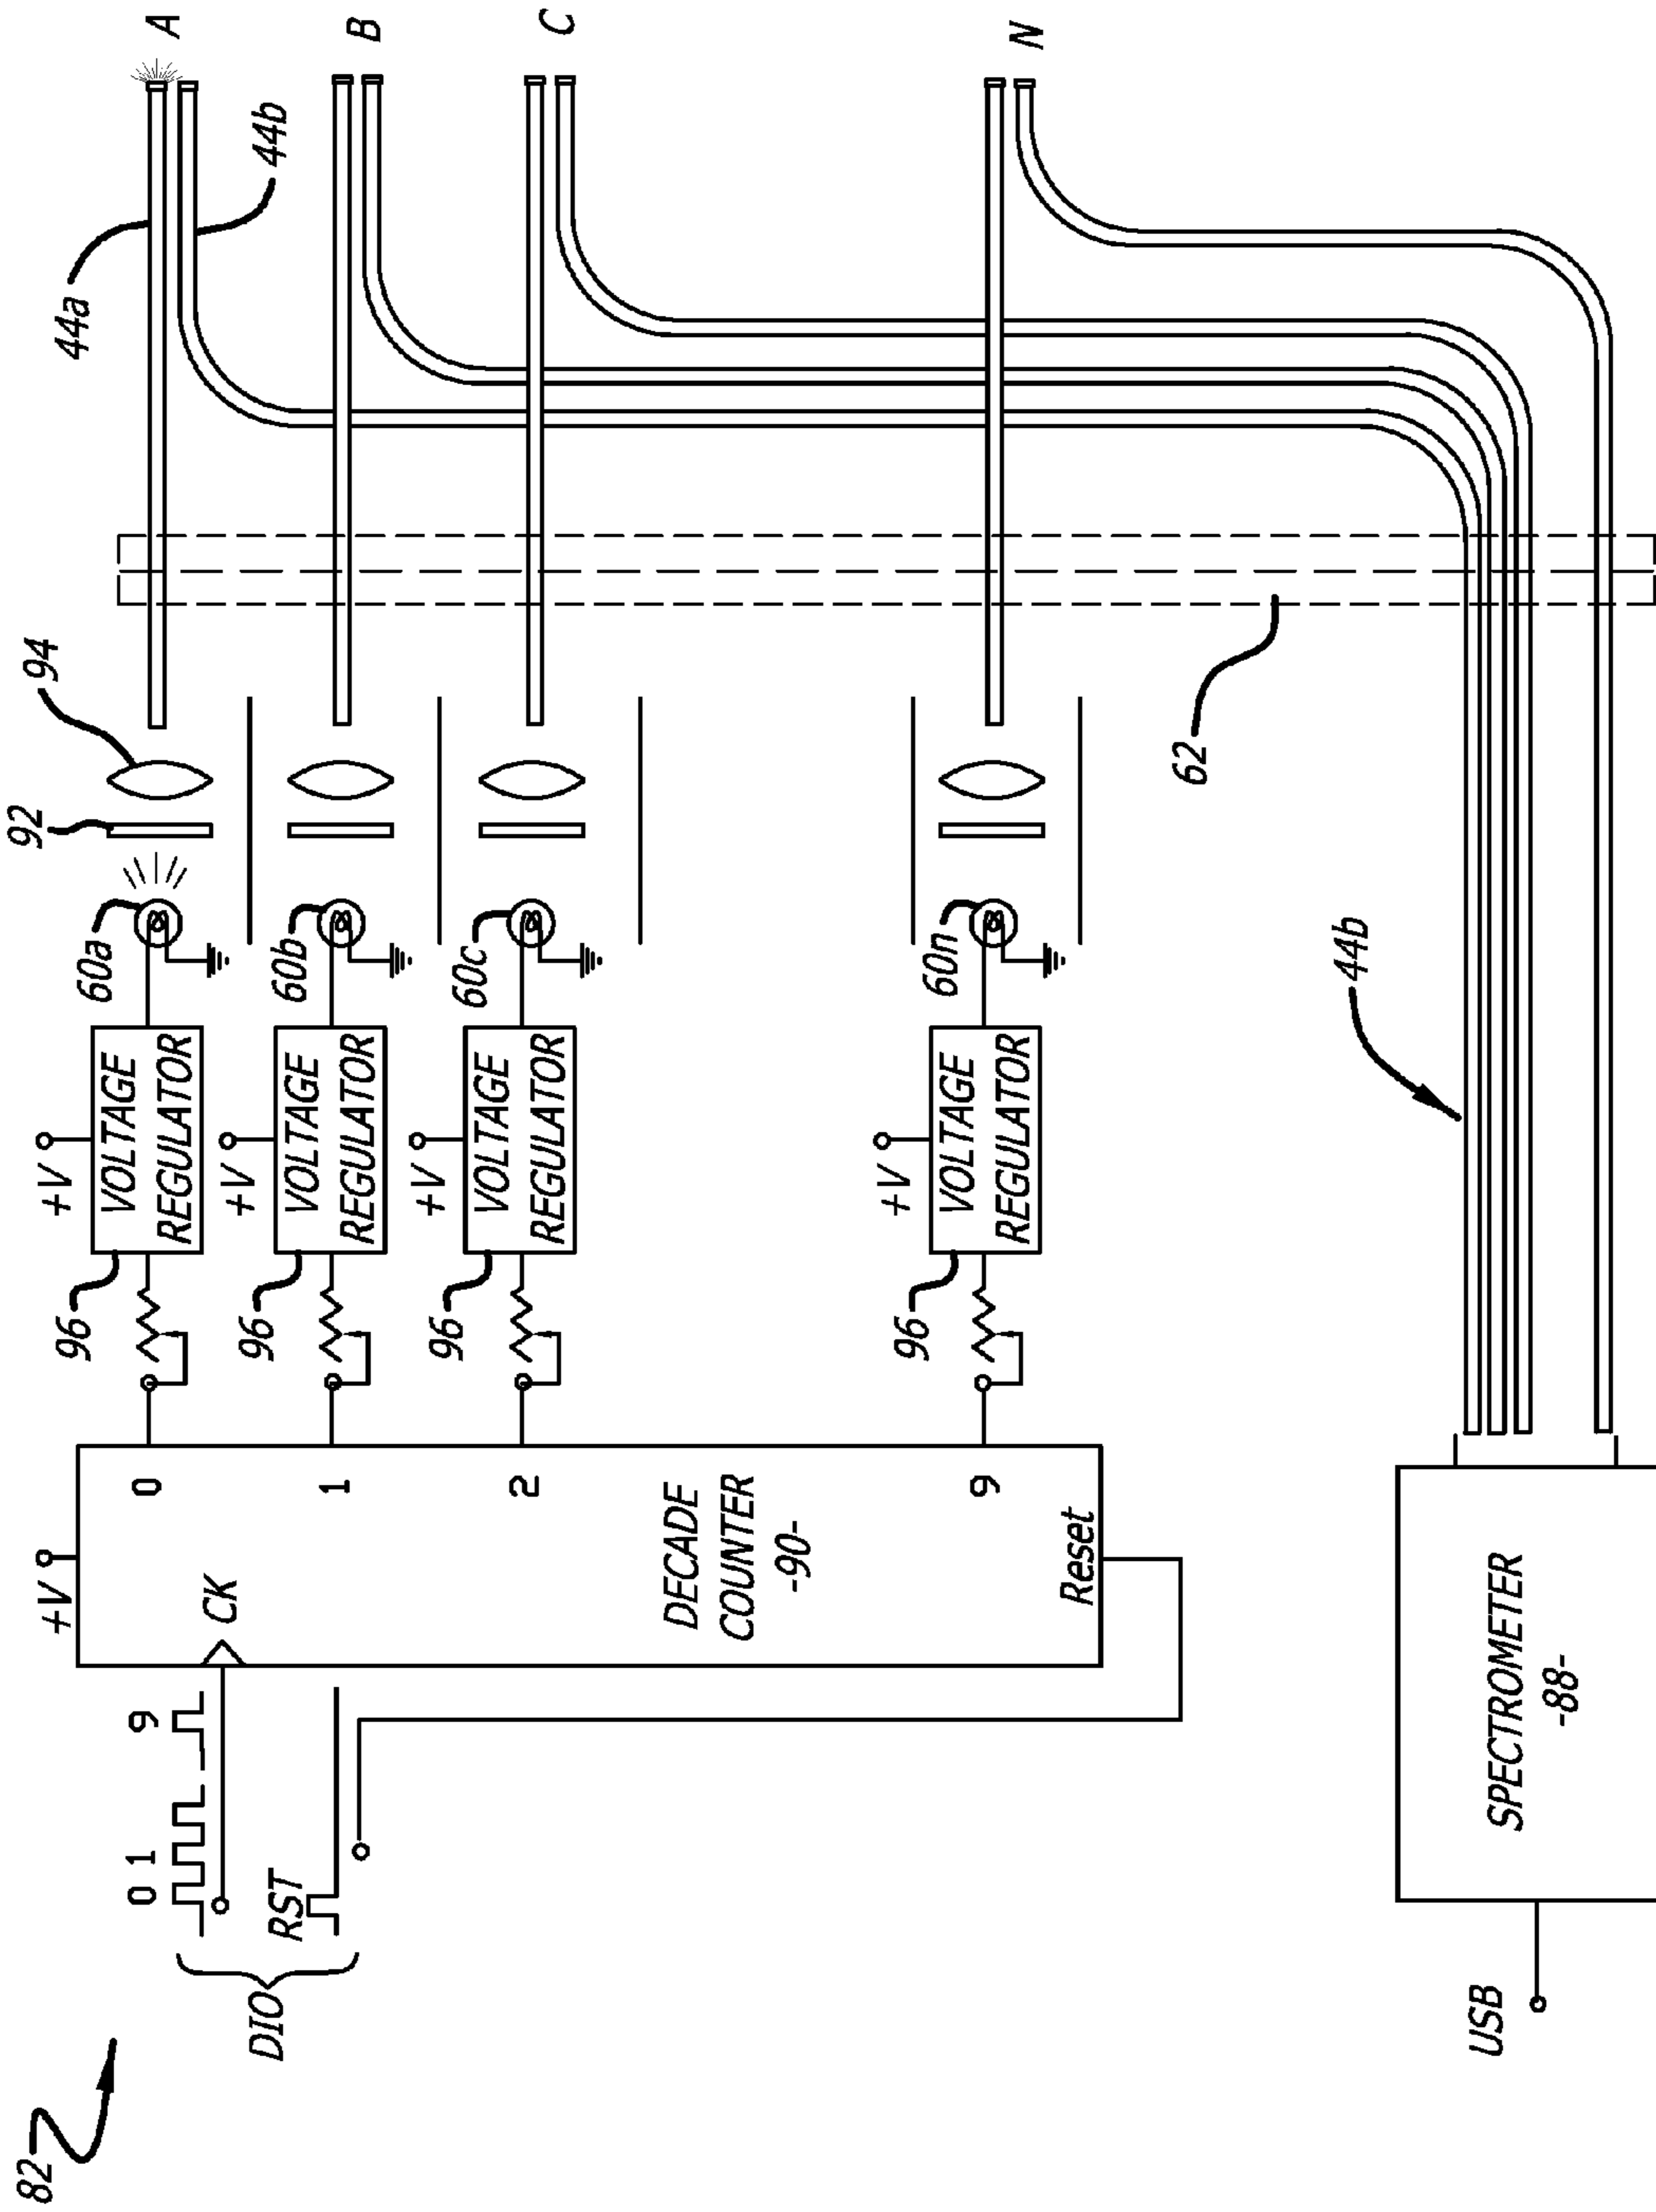 82
DIO
0 1 9
RST
+V
CK
0
1
2
9
DECADE
COUNTER
-90-
Reset
96
+V
VOLTAGE
REGULATOR
60a
92
94
44a
44b
A
96
+V
VOLTAGE
REGULATOR
60b
B
96
+V
VOLTAGE
REGULATOR
60c
C
96
+V
VOLTAGE
REGULATOR
60n
N
62
44b
USB
SPECTROMETER
-88-